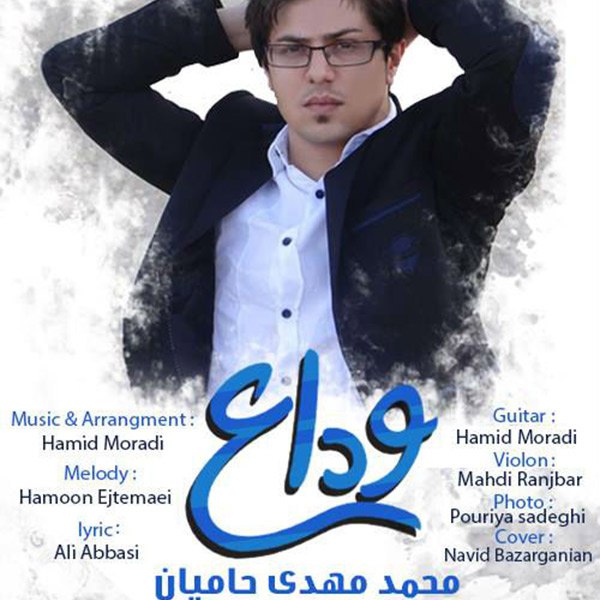 وداع
Music & Arrangment :
Hamid Moradi
Melody :
Hamoon Ejtemaei
lyric:
Ali Abbasi
Guitar :
Hamid Moradi
Violon :
Mahdi Ranjbar
Photo :
Pouriya sadeghi
Cover :
Navid Bazarganian
محمد مهدی حامیان